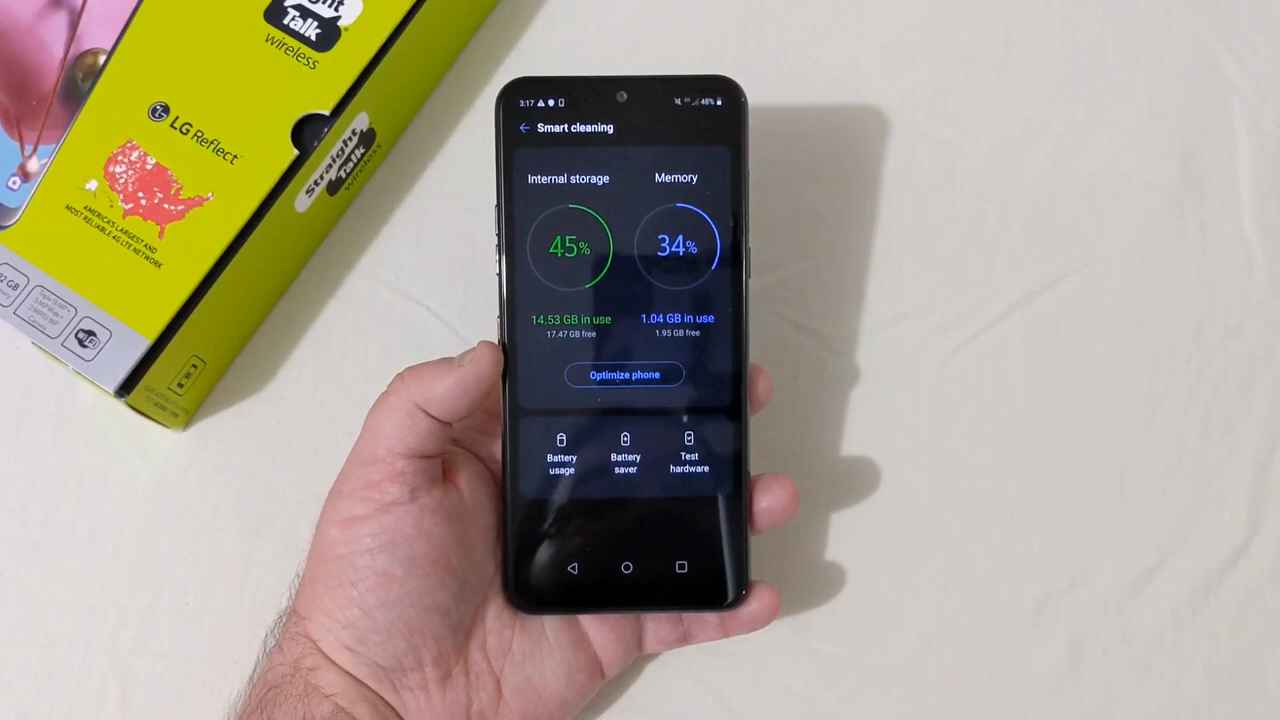 Talk
wireless
LG Reflect
AMERICA'S LARGEST AND
MOST RELIABLE 4G LTE NETWORK
Straight
Talk
wireless
WiFi
3:17
48%
Smart cleaning
Internal storage
Memory
45%
34%
14.53 GB in use
1.04 GB in use
17.47 GB free
1.95 GB free
Optimize phone
Battery
usage
Battery
saver
Test
hardware